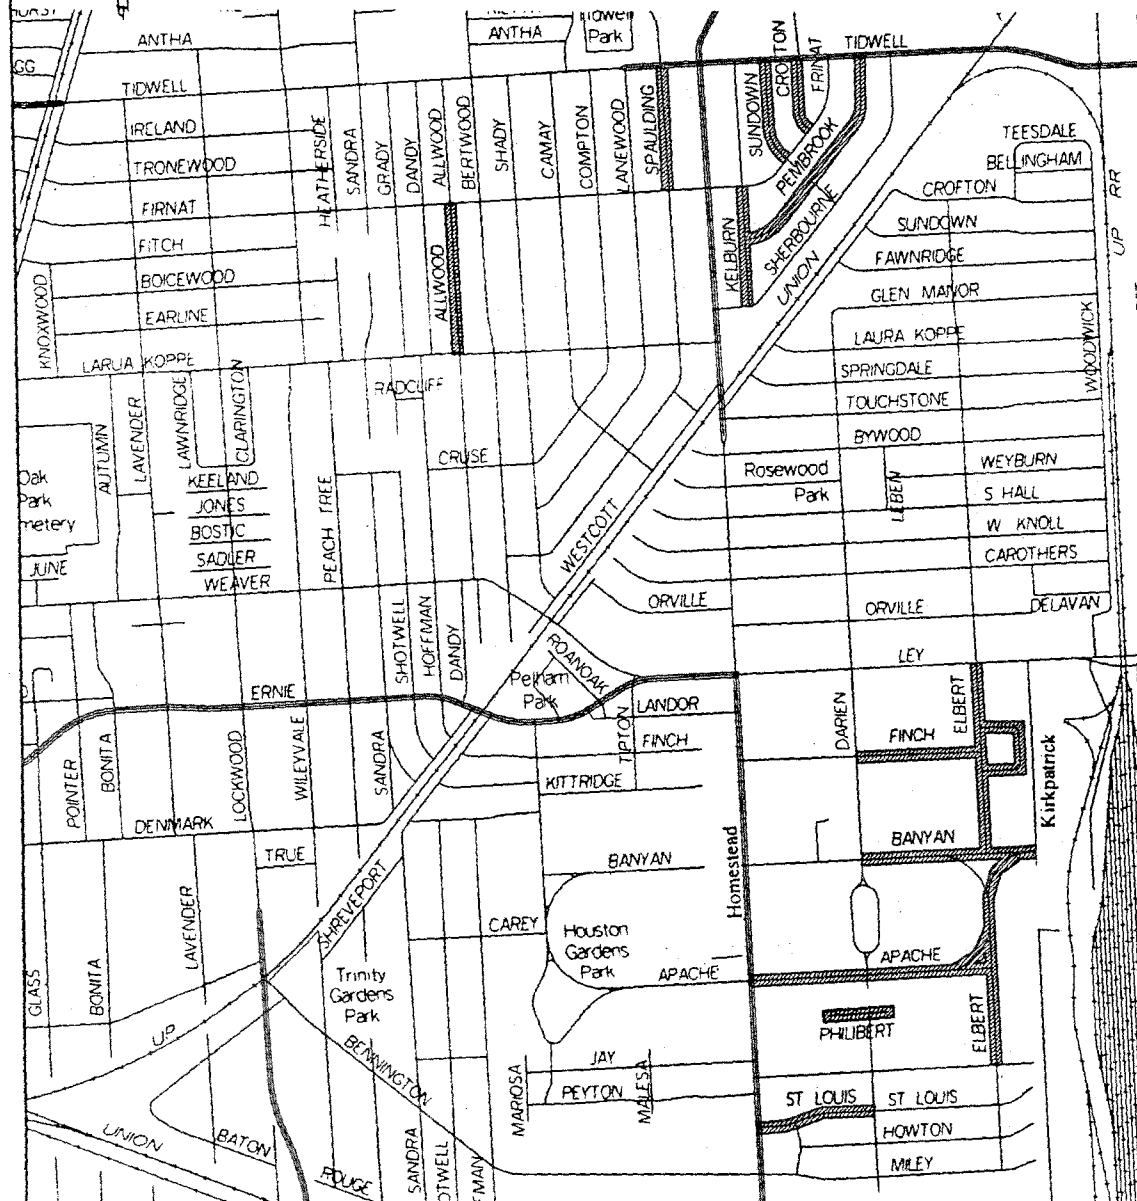 ANTHA
ANTHA
Tidwell
Park
CROFTON
FIRNAT
TIDWELL
GG
TIDWELL
IRELAND
TRONEWOOD
FIRNAT
FITCH
BOICEWOOD
EARLINE
LARUA KOPPE
KNOXWOOD
HEATHERSIDE
SANDRA
GRADY
DANDY
ALLWOOD
BERTWOOD
SHADY
CAMAY
COMPTON
LANEWOOD
SPAULDING
SUNDOWN
PEMBROOK
SHERBOURNE
UNION
KELBURN
ALLWOOD
TEESDALE
BELLINGHAM
CROFTON
SUNDOWN
FAWNRIDGE
GLEN MANOR
LAURA KOPPE
SPRINGDALE
TOUCHSTONE
BYWOOD
WOODWICK
UP RR
RADCLIFF
CRUSE
AUTUMN
LAVENDER
LAWNRIDGE
CLARINGTON
KEELAND
JONES
BOSTIC
SADLER
WEAVER
PEACH TREE
Oak
Park
metery
JUNE
WESTCOTT
Rosewood
Park
LEBEN
WEYBURN
S HALL
W KNOLL
CAROTHERS
ORVILLE
ORVILLE
DELAVAN
LEY
SHOTWELL
HOFFMAN
DANDY
ROANOAK
Pelham
Park
ERNIE
LANDOR
FINCH
TIPTON
KITTRIDGE
DARIEN
FINCH
ELBERT
Kirkpatrick
POINTER
BONITA
LOCKWOOD
WILEYVALE
SANDRA
DENMARK
TRUE
SHREVEPORT
BANYAN
BANYAN
Homestead
CAREY
Houston
Gardens
Park
APACHE
APACHE
LAVENDER
GLASS
BONITA
Trinity
Gardens
Park
UP
BENNINGTON
PHILIBERT
ELBERT
JAY
PEYTON
MARIOSA
MALESA
ST LOUIS
ST LOUIS
HOWTON
MILEY
UNION
BATON
ROUGE
SANDRA
OTWELL
FMAN